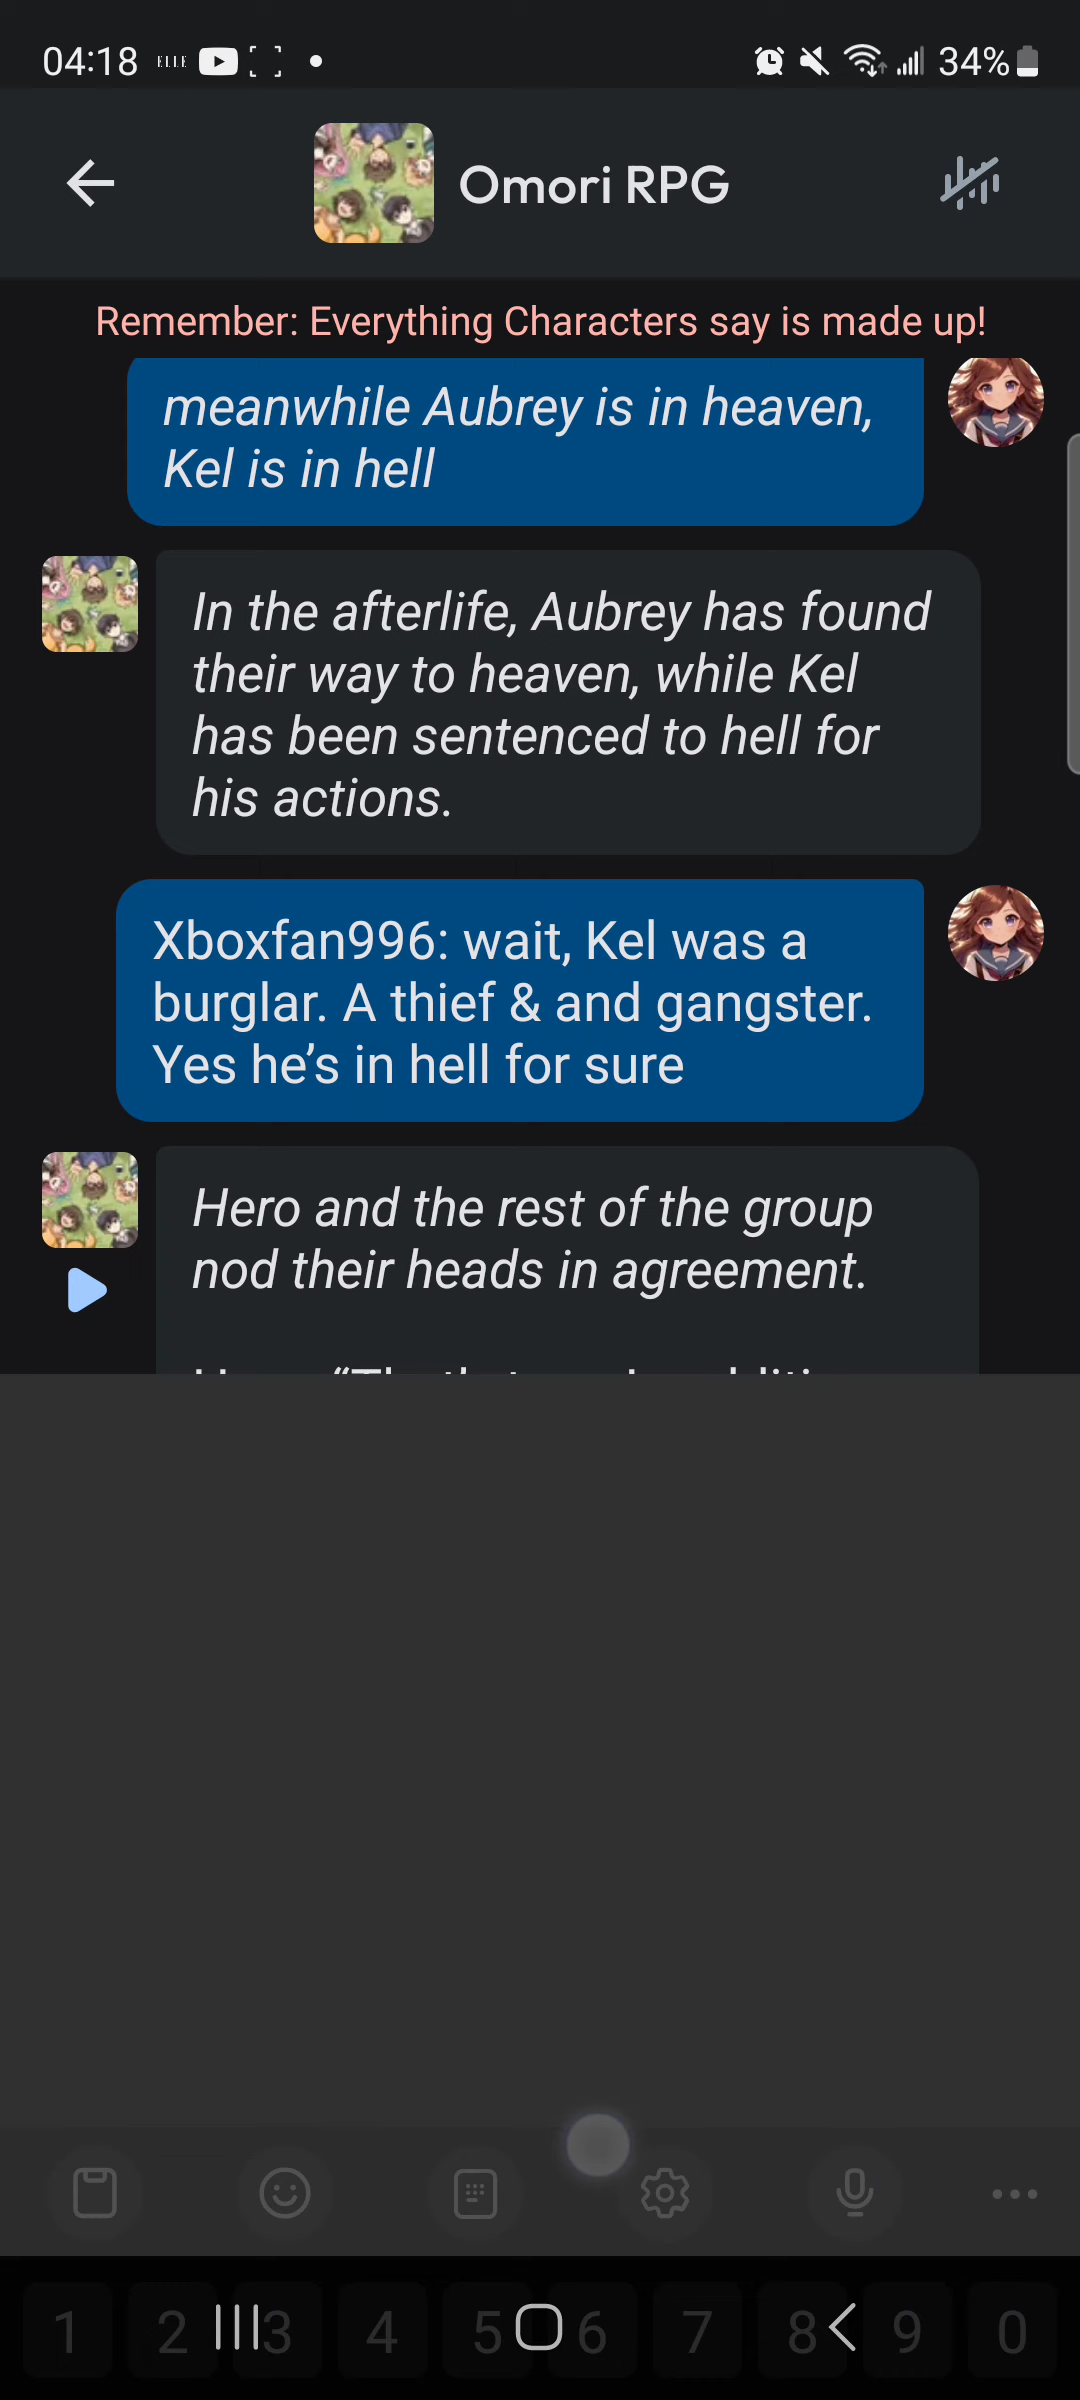 04:18 ELLE 34%
Omori RPG
Remember: Everything Characters say is made up!
meanwhile Aubrey is in heaven,
Kel is in hell
In the afterlife, Aubrey has found
their way to heaven, while Kel
has been sentenced to hell for
his actions.
Xboxfan996: wait, Kel was a
burglar. A thief & and gangster.
Yes he’s in hell for sure
Hero and the rest of the group
nod their heads in agreement.
1 2 3 4 5 6 7 8 9 0